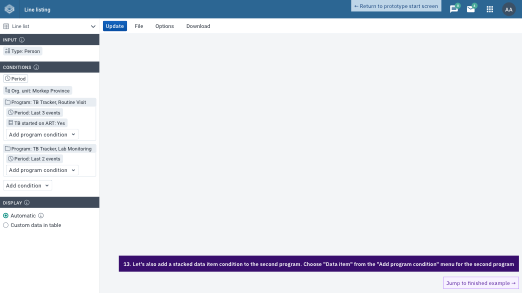 Line listing
← Return to prototype start screen
AA
Line list
Update
File
Options
Download
INPUT
Type: Person
CONDITIONS
Period
Org. unit: Morkep Province
Program: TB Tracker, Routine Visit
Period: Last 3 events
TB started on ART: Yes
Add program condition
Program: TB Tracker, Lab Monitoring
Period: Last 2 events
Add program condition
Add condition
DISPLAY
Automatic
Custom data in table
13. Let's also add a stacked data item condition to the second program. Choose "Data item" from the "Add program condition" menu for the second program
Jump to finished example →